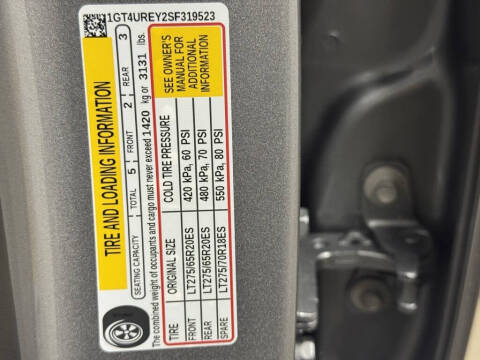 1GT4UREY2SF319523
TIRE AND LOADING INFORMATION
SEATING CAPACITY TOTAL 5 FRONT 2 REAR 3
The combined weight of occupants and cargo must never exceed 1420 kg or 3131 lbs.
TIRE ORIGINAL SIZE COLD TIRE PRESSURE
FRONT LT275/65R20ES 420 kPa, 60 PSI
REAR LT275/65R20ES 480 kPa, 70 PSI
SPARE LT275/70R18ES 550 kPa, 80 PSI
SEE OWNER'S
MANUAL FOR
ADDITIONAL
INFORMATION